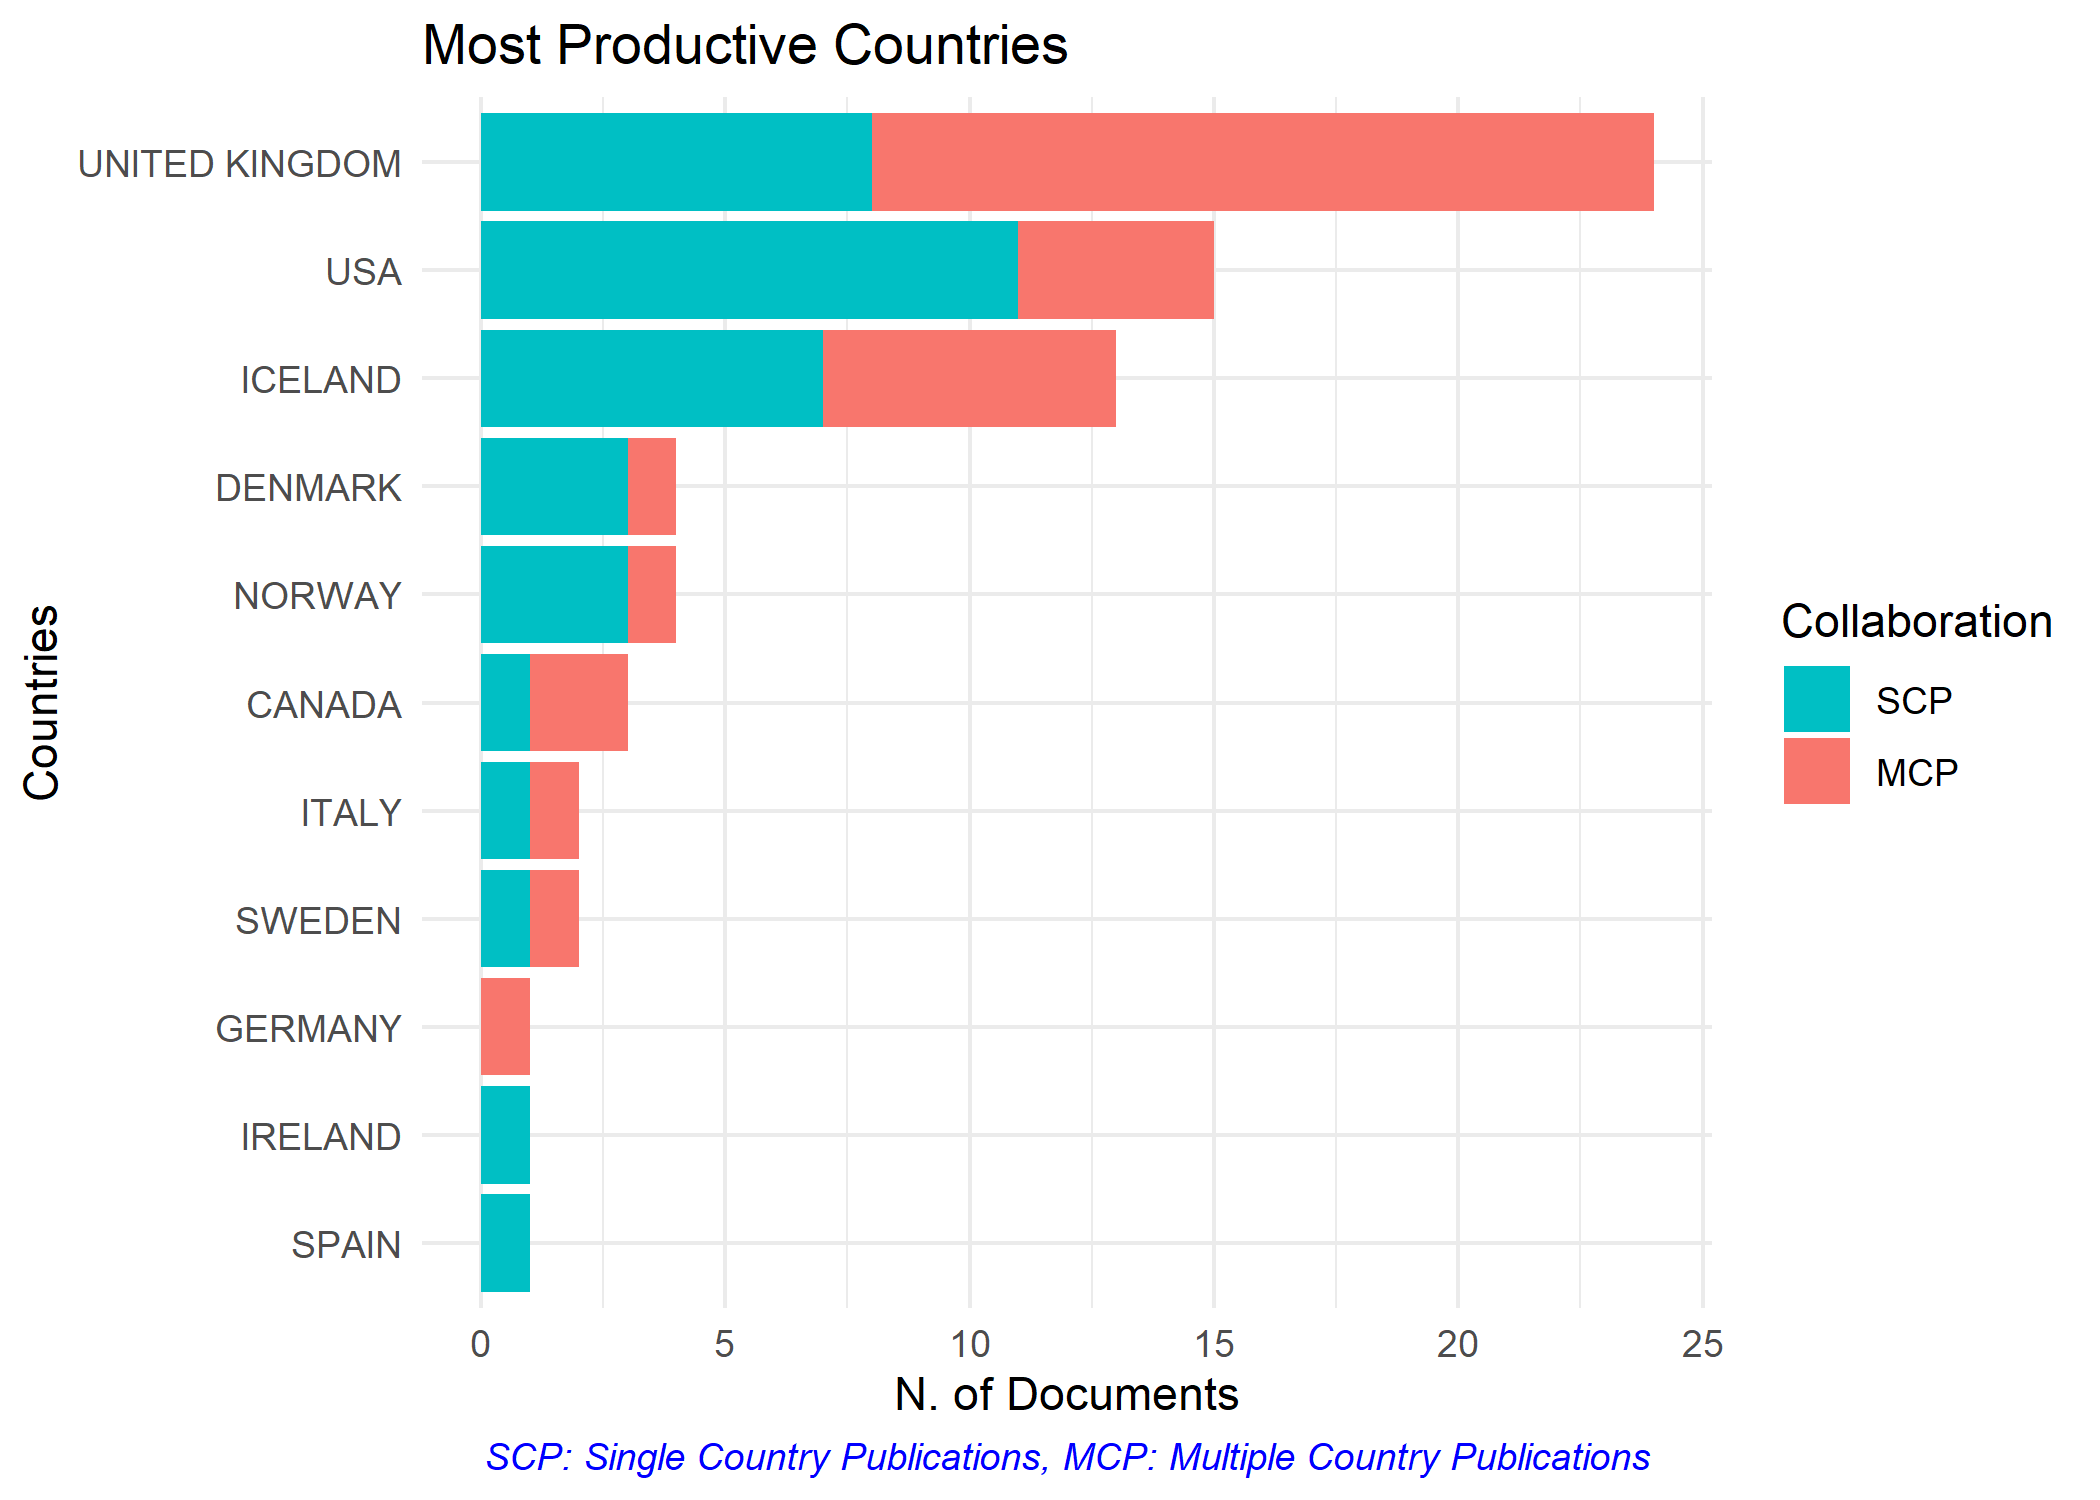 Most Productive Countries
UNITED KINGDOM
USA
ICELAND
DENMARK
NORWAY
CANADA
ITALY
SWEDEN
GERMANY
IRELAND
SPAIN
Countries
0 5 10 15 20 25
N. of Documents
SCP: Single Country Publications, MCP: Multiple Country Publications
Collaboration
SCP
MCP